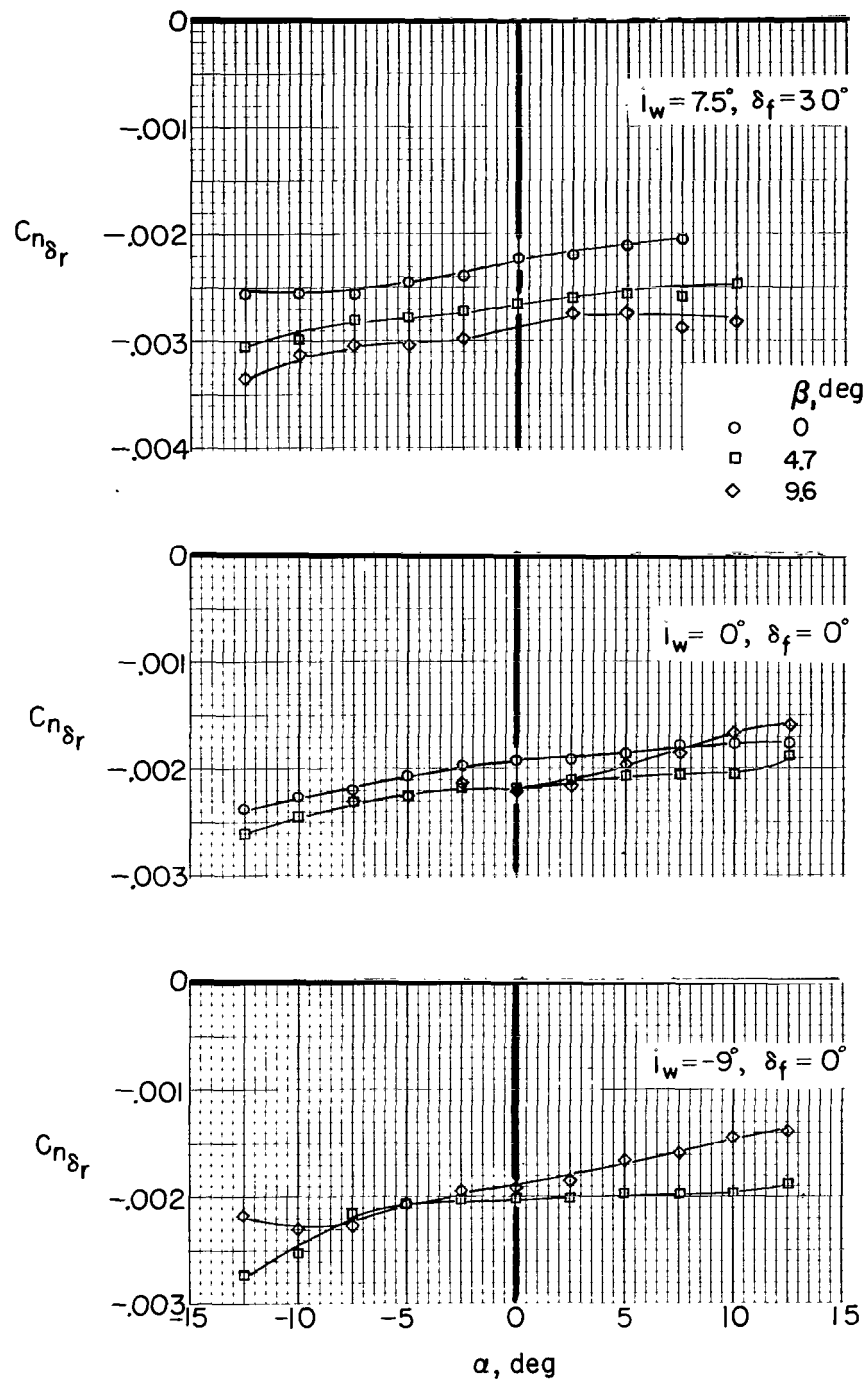 0
i_w = 7.5°, δ_f = 30°
-.001
-.002
C_{n_{δ_r}}
-.003
-.004
β, deg
0
4.7
9.6
0
i_w = 0°, δ_f = 0°
-.001
C_{n_{δ_r}}
-.002
-.003
0
i_w = -9°, δ_f = 0°
-.001
C_{n_{δ_r}}
-.002
-.003
-15 -10 -5 0 5 10 15
α, deg